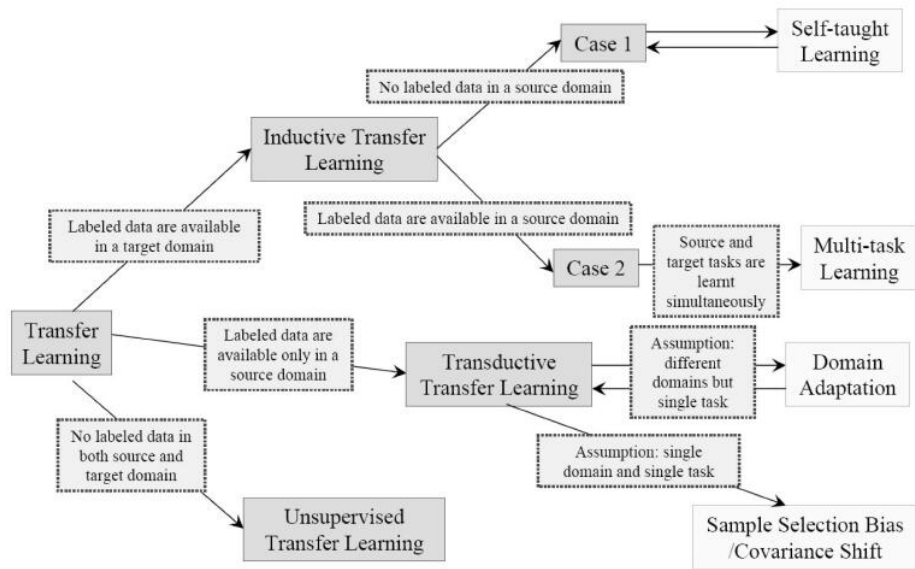 Case 1
Self-taught
Learning
No labeled data in a source domain
Inductive Transfer
Learning
Labeled data are available
in a target domain
Labeled data are available in a source domain
Case 2
Source and
target tasks are
learnt
simultaneously
Multi-task
Learning
Transfer
Learning
Labeled data are
available only in a
source domain
Transductive
Transfer Learning
Assumption:
different
domains but
single task
Domain
Adaptation
No labeled data in
both source and
target domain
Assumption: single
domain and single task
Unsupervised
Transfer Learning
Sample Selection Bias
/Covariance Shift